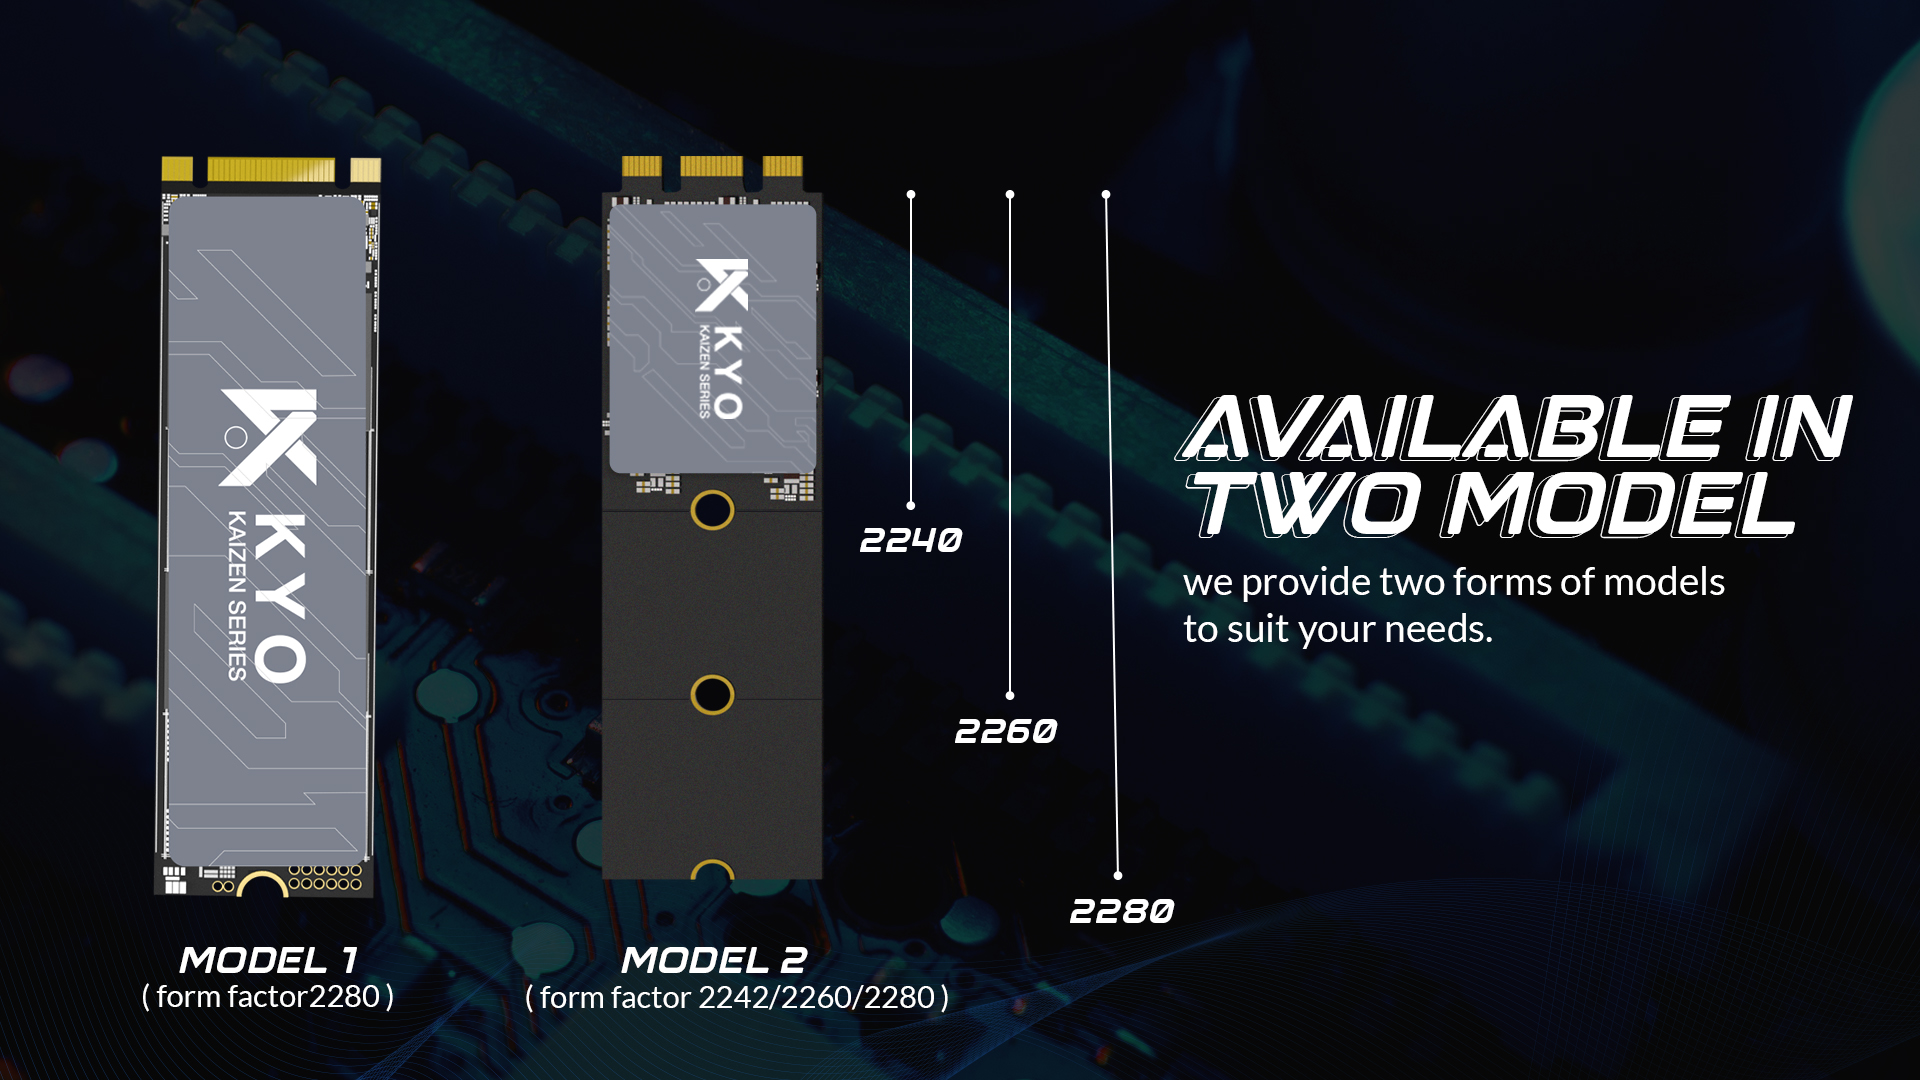 KYO
KAIZEN SERIES
KYO
KAIZEN SERIES
2240
2260
2280
AVAILABLE IN
TWO MODEL
we provide two forms of models
to suit your needs.
MODEL 1
( form factor2280 )
MODEL 2
( form factor 2242/2260/2280 )